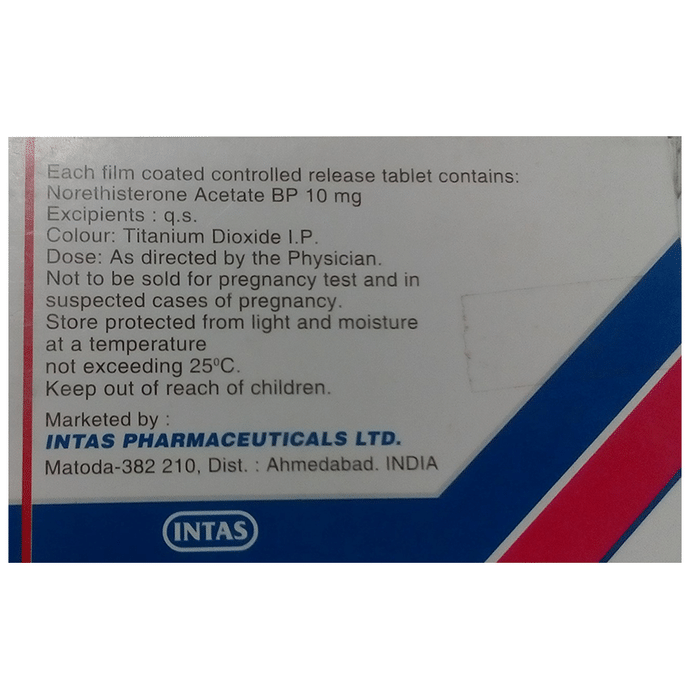 Each film coated controlled release tablet contains:
Norethisterone Acetate BP 10 mg
Excipients : q.s.
Colour: Titanium Dioxide I.P.
Dose: As directed by the Physician.
Not to be sold for pregnancy test and in
suspected cases of pregnancy.
Store protected from light and moisture
at a temperature
not exceeding 25⁰C.
Keep out of reach of children.
Marketed by :
INTAS PHARMACEUTICALS LTD.
Matoda-382 210, Dist. : Ahmedabad. INDIA
INTAS